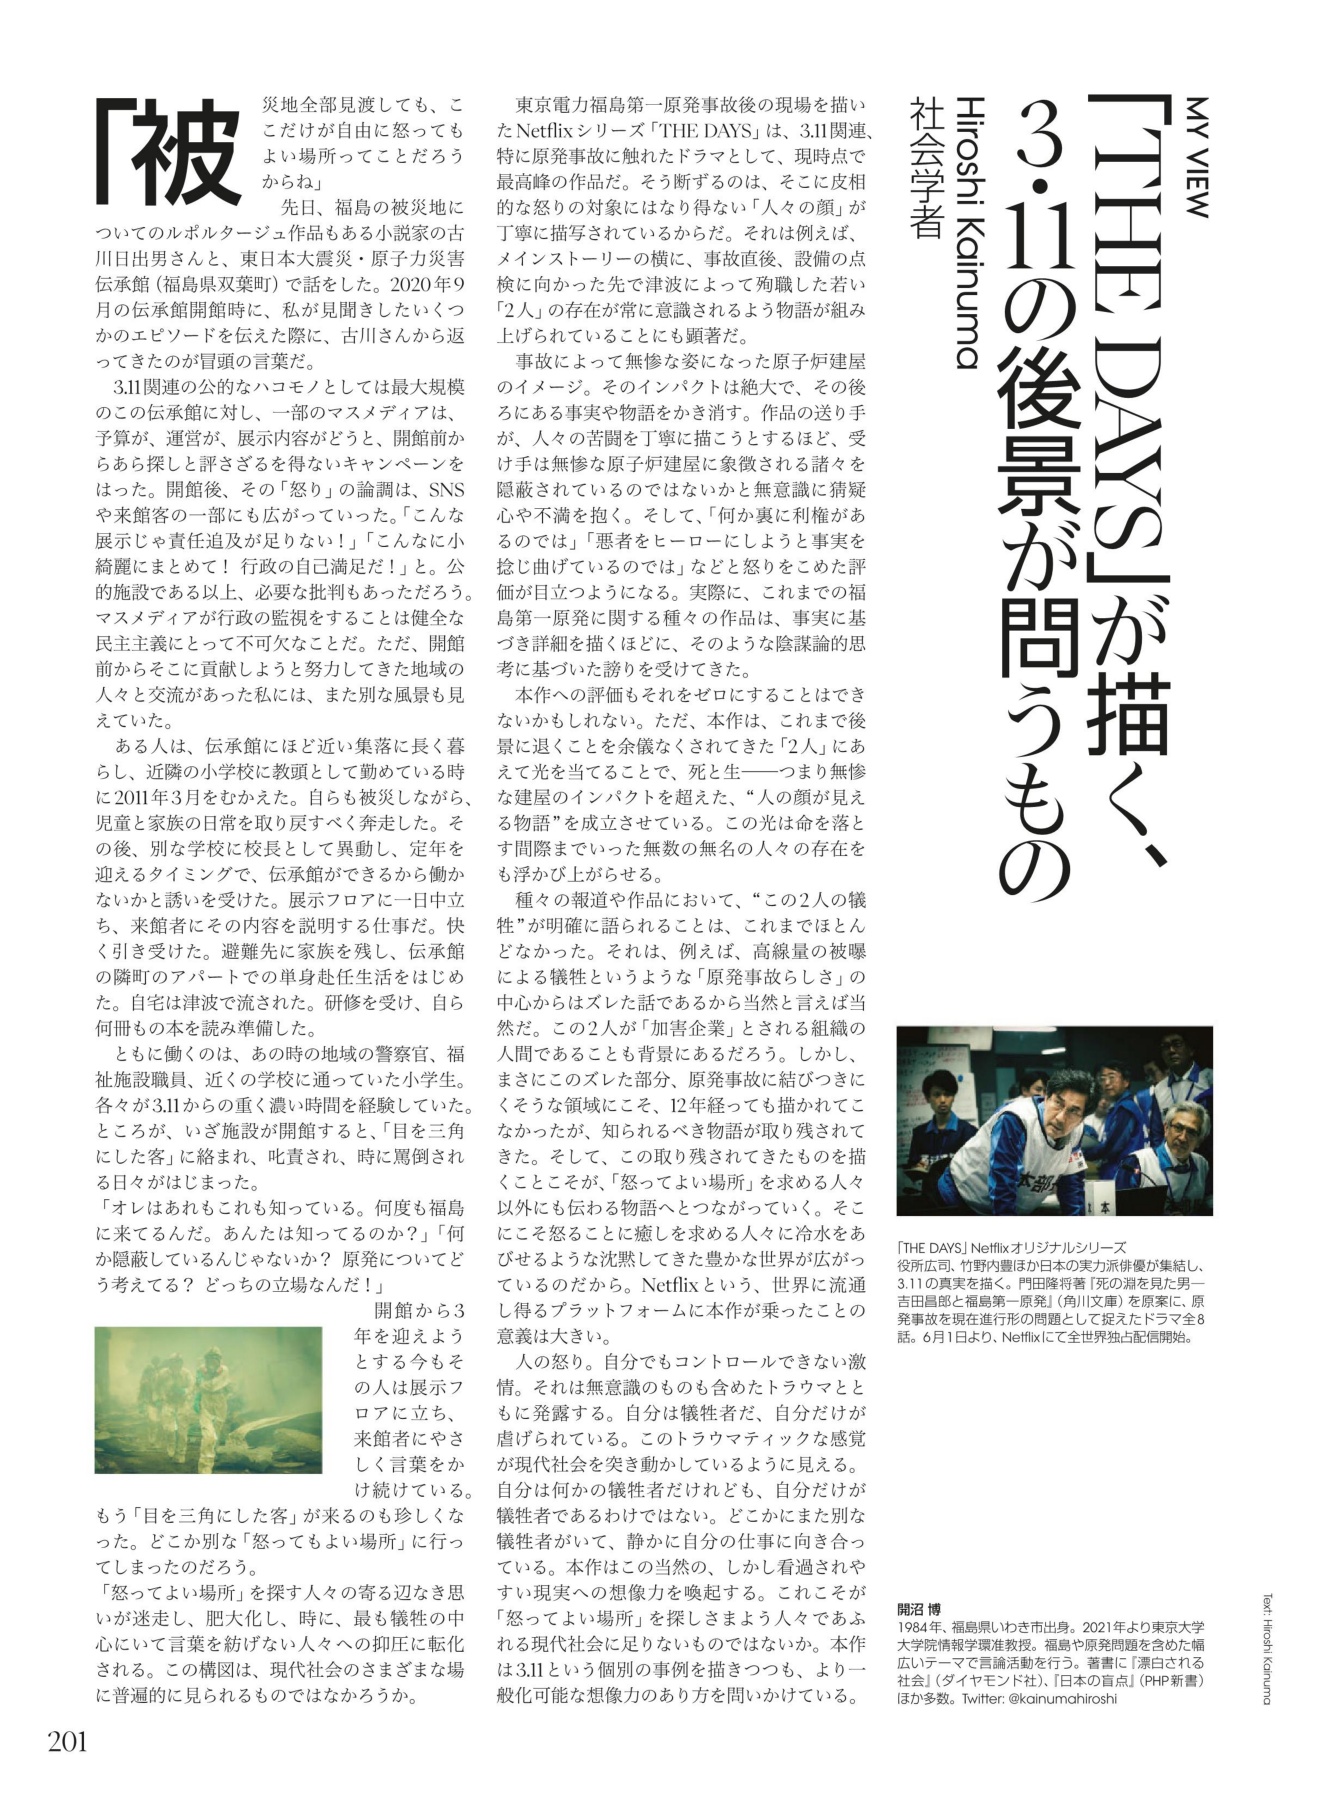 MY VIEW
「THE DAYS」が描く、
3・11の後景が問うもの
Hiroshi Kainuma
社会学者
「被
災地全部見渡しても、こ
こだけが自由に怒っても
よい場所ってことだろう
からね」
先日、福島の被災地に
ついてのルポルタージュ作品もある小説家の古
川日出男さんと、東日本大震災・原子力災害
伝承館（福島県双葉町）で話をした。2020年9
月の伝承館開館時に、私が見聞きしたいくつ
かのエピソードを伝えた際に、古川さんから返
ってきたのが冒頭の言葉だ。
3.11関連の公的なハコモノとしては最大規模
のこの伝承館に対し、一部のマスメディアは、
予算が、運営が、展示内容がどうと、開館前か
らあら探しと評さざるを得ないキャンペーンを
はった。開館後、その「怒り」の論調は、SNS
や来館客の一部にも広がっていった。「こんな
展示じゃ責任追及が足りない！」「こんなに小
綺麗にまとめて！ 行政の自己満足だ！」と。公
的施設である以上、必要な批判もあっただろう。
マスメディアが行政の監視をすることは健全な
民主主義にとって不可欠なことだ。ただ、開館
前からそこに貢献しようと努力してきた地域の
人々と交流があった私には、また別な風景も見
えていた。
ある人は、伝承館にほど近い集落に長く暮
らし、近隣の小学校に教頭として勤めている時
に2011年3月をむかえた。自らも被災しながら、
児童と家族の日常を取り戻すべく奔走した。そ
の後、別な学校に校長として異動し、定年を
迎えるタイミングで、伝承館ができるから働か
ないかと誘いを受けた。展示フロアに一日中立
ち、来館者にその内容を説明する仕事だ。快
く引き受けた。避難先に家族を残し、伝承館
の隣町のアパートでの単身赴任生活をはじめ
た。自宅は津波で流された。研修を受け、自ら
何冊もの本を読み準備した。
ともに働くのは、あの時の地域の警察官、福
祉施設職員、近くの学校に通っていた小学生。
各々が3.11からの重く濃い時間を経験していた。
ところが、いざ施設が開館すると、「目を三角
にした客」に絡まれ、叱責され、時に罵倒され
る日々がはじまった。
「オレはあれもこれも知っている。何度も福島
に来てるんだ。あんたは知ってるのか？」「何
か隠蔽しているんじゃないか？ 原発についてど
う考えてる？ どっちの立場なんだ！」
開館から3
年を迎えよう
とする今もそ
の人は展示フ
ロアに立ち、
来館者にやさ
しく言葉をか
け続けている。
もう「目を三角にした客」が来るのも珍しくな
った。どこか別な「怒ってもよい場所」に行っ
てしまったのだろう。
「怒ってよい場所」を探す人々の寄る辺なき思
いが迷走し、肥大化し、時に、最も犠牲の中
心にいて言葉を紡げない人々への抑圧に転化
される。この構図は、現代社会のさまざまな場
に普遍的に見られるものではなかろうか。
東京電力福島第一原発事故後の現場を描い
たNetflixシリーズ「THE DAYS」は、3.11関連、
特に原発事故に触れたドラマとして、現時点で
最高峰の作品だ。そう断ずるのは、そこに皮相
的な怒りの対象にはなり得ない「人々の顔」が
丁寧に描写されているからだ。それは例えば、
メインストーリーの横に、事故直後、設備の点
検に向かった先で津波によって殉職した若い
「2人」の存在が常に意識されるよう物語が組み
上げられていることにも顕著だ。
事故によって無惨な姿になった原子炉建屋
のイメージ。そのインパクトは絶大で、その後
ろにある事実や物語をかき消す。作品の送り手
が、人々の苦闘を丁寧に描こうとするほど、受
け手は無惨な原子炉建屋に象徴される諸々を
隠蔽されているのではないかと無意識に猜疑
心や不満を抱く。そして、「何か裏に利権があ
るのでは」「悪者をヒーローにしようと事実を
捻じ曲げているのでは」などと怒りをこめた評
価が目立つようになる。実際に、これまでの福
島第一原発に関する種々の作品は、事実に基
づき詳細を描くほどに、そのような陰謀論的思
考に基づいた謗りを受けてきた。
本作への評価もそれをゼロにすることはでき
ないかもしれない。ただ、本作は、これまで後
景に退くことを余儀なくされてきた「2人」にあ
えて光を当てることで、死と生――つまり無惨
な建屋のインパクトを超えた、“人の顔が見え
る物語”を成立させている。この光は命を落と
す間際までいった無数の無名の人々の存在を
も浮かび上がらせる。
種々の報道や作品において、“この2人の犠
牲”が明確に語られることは、これまでほとん
どなかった。それは、例えば、高線量の被曝
による犠牲というような「原発事故らしさ」の
中心からはズレた話であるから当然と言えば当
然だ。この2人が「加害企業」とされる組織の
人間であることも背景にあるだろう。しかし、
まさにこのズレた部分、原発事故に結びつきに
くそうな領域にこそ、12年経っても描かれてこ
なかったが、知られるべき物語が取り残されて
きた。そして、この取り残されてきたものを描
くことこそが、「怒ってよい場所」を求める人々
以外にも伝わる物語へとつながっていく。そこ
にこそ怒ることに癒しを求める人々に冷水をあ
びせるような沈黙してきた豊かな世界が広がっ
ているのだから。Netflixという、世界に流通
し得るプラットフォームに本作が乗ったことの
意義は大きい。
人の怒り。自分でもコントロールできない激
情。それは無意識のものも含めたトラウマとと
もに発露する。自分は犠牲者だ、自分だけが
虐げられている。このトラウマティックな感覚
が現代社会を突き動かしているように見える。
自分は何かの犠牲者だけれども、自分だけが
犠牲者であるわけではない。どこかにまた別な
犠牲者がいて、静かに自分の仕事に向き合っ
ている。本作はこの当然の、しかし看過されや
すい現実への想像力を喚起する。これこそが
「怒ってよい場所」を探しさまよう人々であふ
れる現代社会に足りないものではないか。本作
は3.11という個別の事例を描きつつも、より一
般化可能な想像力のあり方を問いかけている。
本部
本
「THE DAYS」Netflixオリジナルシリーズ
役所広司、竹野内豊ほか日本の実力派俳優が集結し、
3.11の真実を描く。門田隆将著『死の淵を見た男―
吉田昌郎と福島第一原発』（角川文庫）を原案に、原
発事故を現在進行形の問題として捉えたドラマ全8
話。6月1日より、Netflixにて全世界独占配信開始。
開沼 博
1984年、福島県いわき市出身。2021年より東京大学
大学院情報学環准教授。福島や原発問題を含めた幅
広いテーマで言論活動を行う。著書に『漂白される
社会』（ダイヤモンド社）、『日本の盲点』（PHP新書）
ほか多数。Twitter: @kainumahiroshi
Text: Hiroshi Kainuma
201